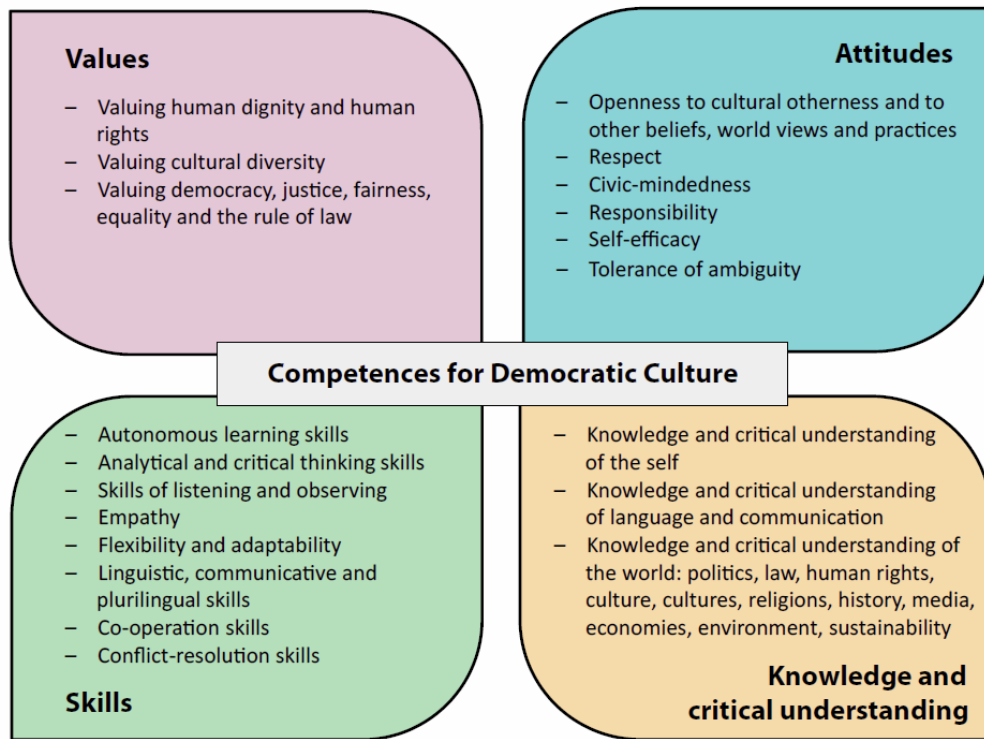 Values
– Valuing human dignity and human
rights
– Valuing cultural diversity
– Valuing democracy, justice, fairness,
equality and the rule of law
Attitudes
– Openness to cultural otherness and to
other beliefs, world views and practices
– Respect
– Civic-mindedness
– Responsibility
– Self-efficacy
– Tolerance of ambiguity
Competences for Democratic Culture
– Autonomous learning skills
– Analytical and critical thinking skills
– Skills of listening and observing
– Empathy
– Flexibility and adaptability
– Linguistic, communicative and
plurilingual skills
– Co-operation skills
– Conflict-resolution skills
Skills
– Knowledge and critical understanding
of the self
– Knowledge and critical understanding
of language and communication
– Knowledge and critical understanding of
the world: politics, law, human rights,
culture, cultures, religions, history, media,
economies, environment, sustainability
Knowledge and
critical understanding